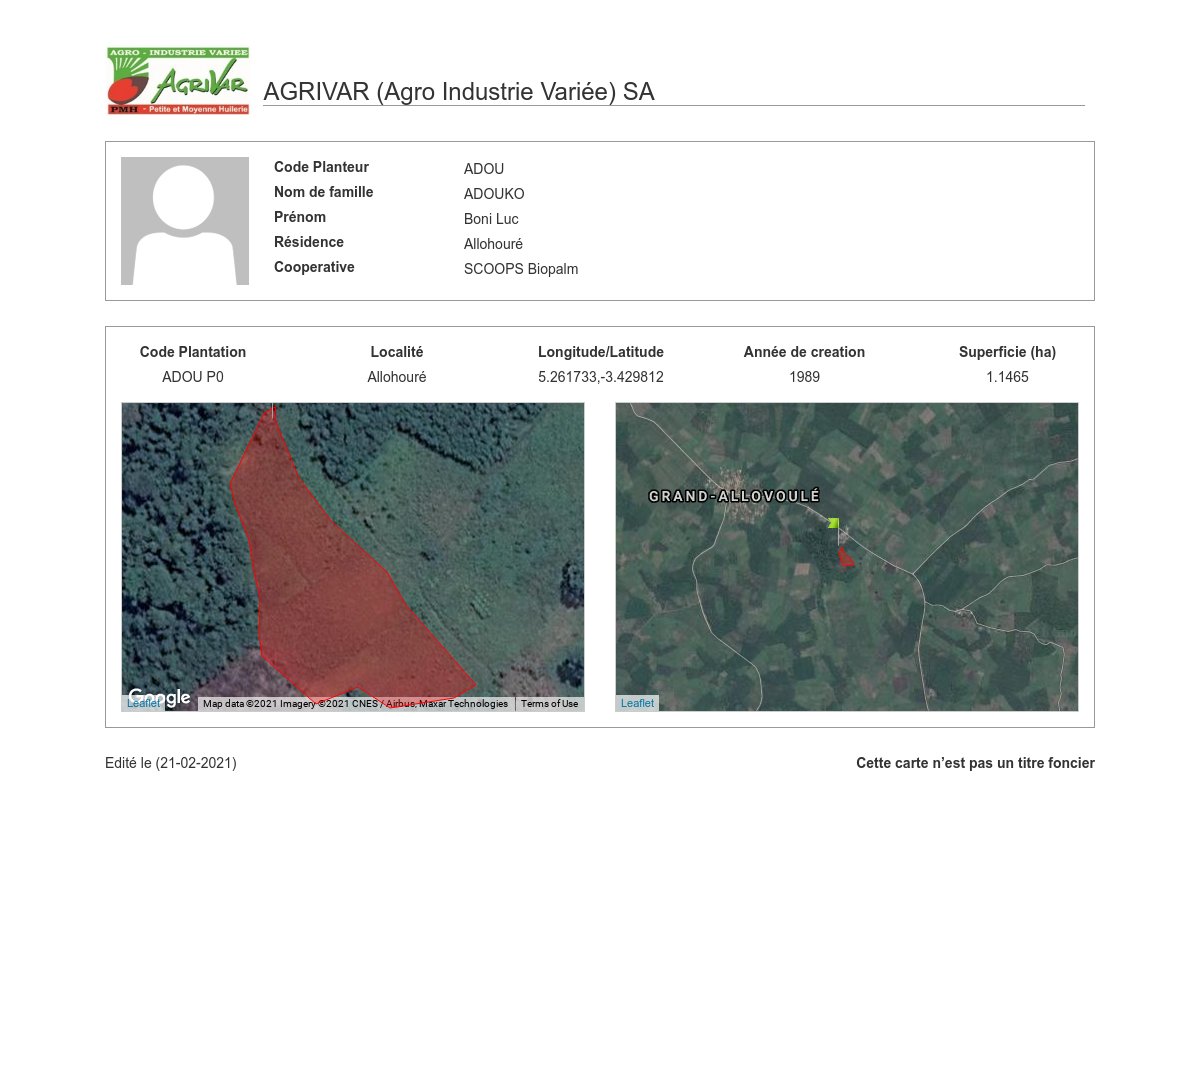 AGRO - INDUSTRIE VARIEE
AGRIVAR
PMH - Petite et Moyenne Huilerie
AGRIVAR (Agro Industrie Variée) SA
Code Planteur ADOU
Nom de famille ADOUKO
Prénom Boni Luc
Résidence Allohouré
Cooperative SCOOPS Biopalm
Code Plantation Localité Longitude/Latitude Année de creation Superficie (ha)
ADOU P0 Allohouré 5.261733,-3.429812 1989 1.1465
GRAND-ALLOVOULÉ
Google
Leaflet Map data ©2021 Imagery ©2021 CNES / Airbus, Maxar Technologies Terms of Use
Leaflet
Edité le (21-02-2021) Cette carte n’est pas un titre foncier